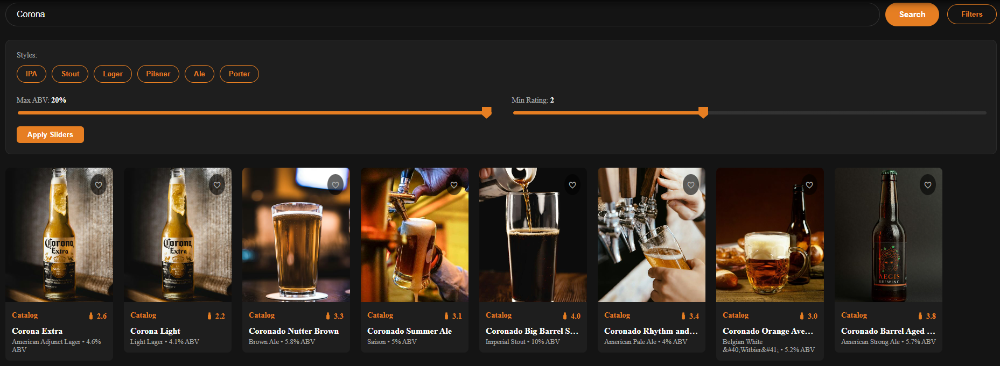 Corona
Search
Filters
Styles:
IPA
Stout
Lager
Pilsner
Ale
Porter
Max ABV: 20%
Min Rating: 2
Apply Sliders
Corona
Extra
Corona
Extra
AEGIS
BREWING
Catalog 2.6
Corona Extra
American Adjunct Lager • 4.6%
ABV
Catalog 2.2
Corona Light
Light Lager • 4.1% ABV
Catalog 3.3
Coronado Nutter Brown
Brown Ale • 5.8% ABV
Catalog 3.1
Coronado Summer Ale
Saison • 5% ABV
Catalog 4.0
Coronado Big Barrel S...
Imperial Stout • 10% ABV
Catalog 3.4
Coronado Rhythm and...
American Pale Ale • 4% ABV
Catalog 3.0
Coronado Orange Ave...
Belgian White
&#40;Witbier&#41; • 5.2% ABV
Catalog 3.8
Coronado Barrel Aged ...
American Strong Ale • 5.7% ABV